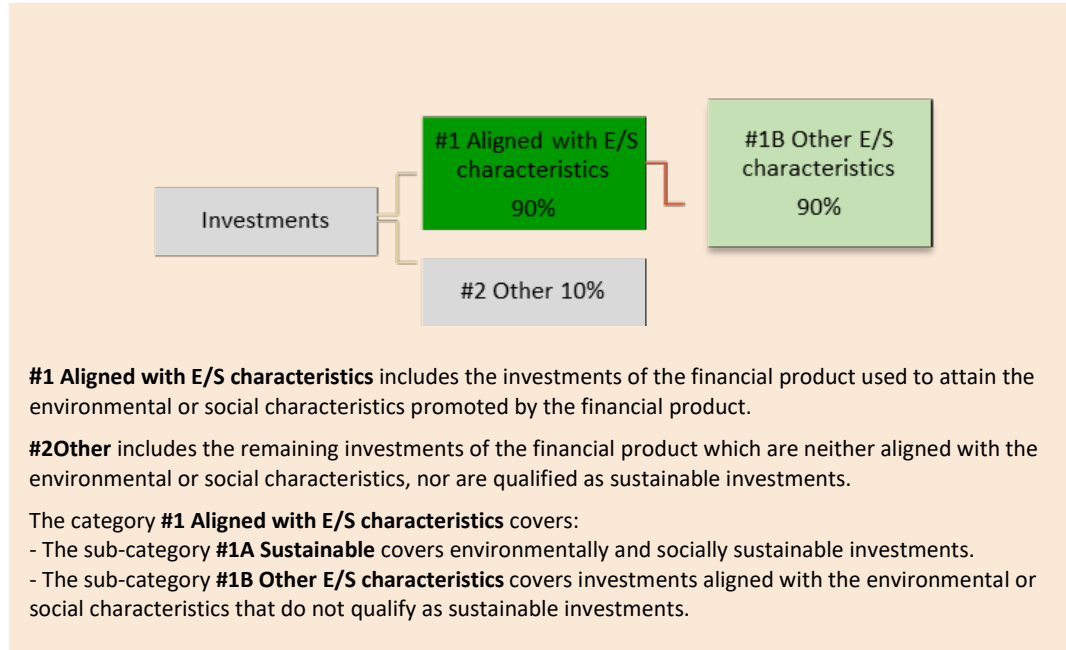 #1 Aligned with E/S
characteristics
90%
#1B Other E/S
characteristics
90%
Investments
#2 Other 10%
#1 Aligned with E/S characteristics includes the investments of the financial product used to attain the
environmental or social characteristics promoted by the financial product.
#2Other includes the remaining investments of the financial product which are neither aligned with the
environmental or social characteristics, nor are qualified as sustainable investments.
The category #1 Aligned with E/S characteristics covers:
- The sub-category #1A Sustainable covers environmentally and socially sustainable investments.
- The sub-category #1B Other E/S characteristics covers investments aligned with the environmental or
social characteristics that do not qualify as sustainable investments.